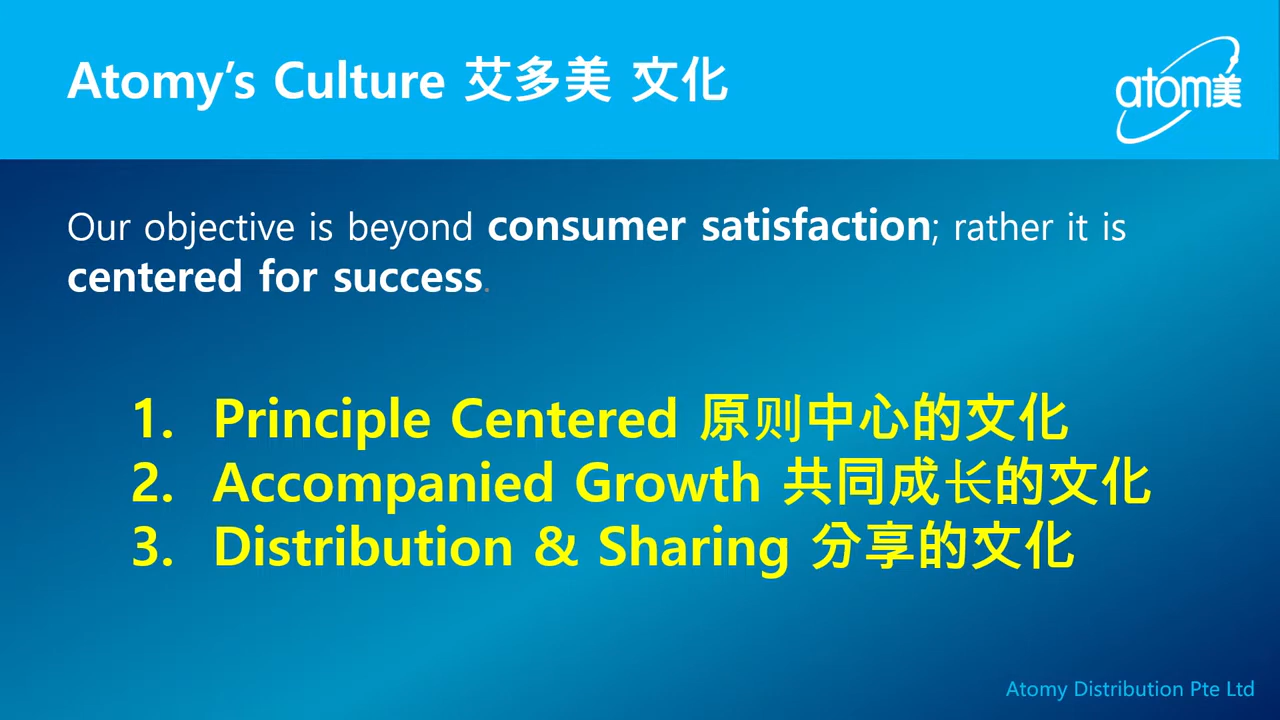 Atomy’s Culture 艾多美 文化
atom美
Our objective is beyond consumer satisfaction; rather it is
centered for success.
1. Principle Centered 原则中心的文化
2. Accompanied Growth 共同成长的文化
3. Distribution & Sharing 分享的文化
Atomy Distribution Pte Ltd